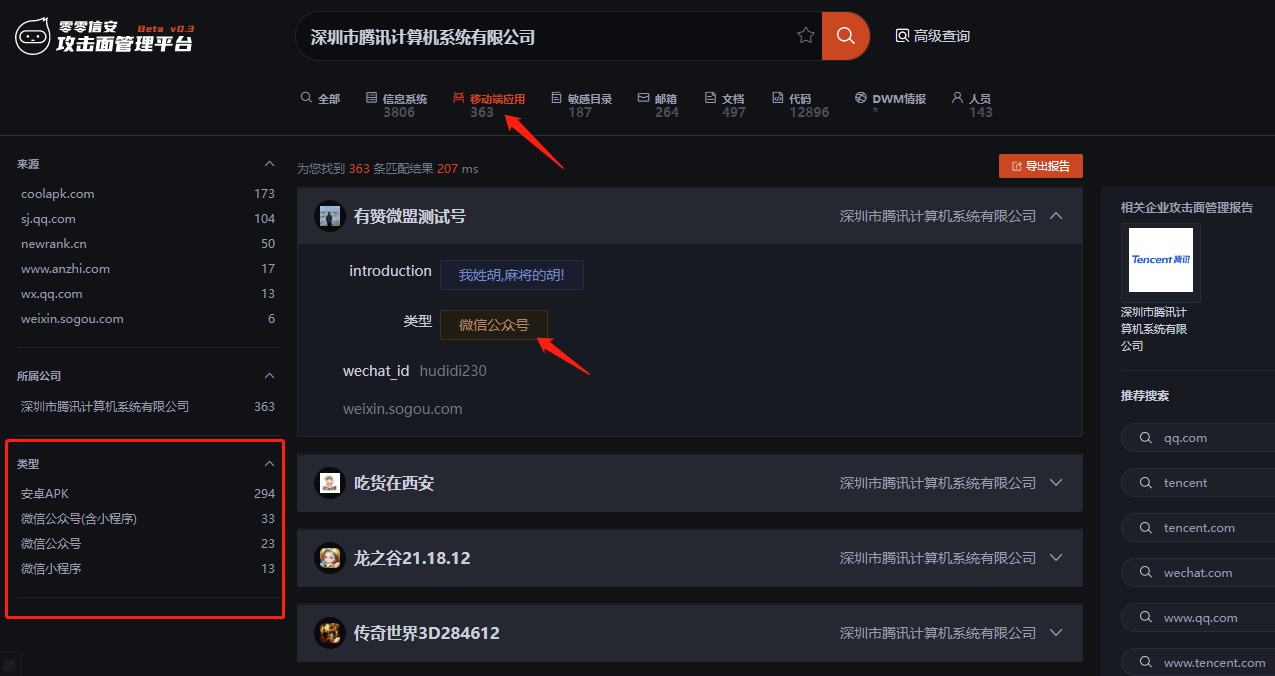 零零信安 Beta v0.3
攻击面管理平台
深圳市腾讯计算机系统有限公司
高级查询
全部
信息系统 3806
移动端应用 363
敏感目录 187
邮箱 264
文档 497
代码 12896
DWM情报 *
人员 143
来源
coolapk.com 173
sj.qq.com 104
newrank.cn 50
www.anzhi.com 17
wx.qq.com 13
weixin.sogou.com 6
所属公司
深圳市腾讯计算机系统有限公司 363
类型
安卓APK 294
微信公众号(含小程序) 33
微信公众号 23
微信小程序 13
为您找到 363 条匹配结果 207 ms
导出报告
有赞微盟测试号 深圳市腾讯计算机系统有限公司
introduction 我姓胡,麻将的胡!
类型 微信公众号
wechat_id hudidi230
weixin.sogou.com
吃货在西安 深圳市腾讯计算机系统有限公司
龙之谷21.18.12 深圳市腾讯计算机系统有限公司
传奇世界3D284612 深圳市腾讯计算机系统有限公司
相关企业攻击面管理报告
Tencent 腾讯
深圳市腾讯计
算机系统有限
公司
推荐搜索
qq.com
tencent
tencent.com
wechat.com
www.qq.com
www.tencent.com